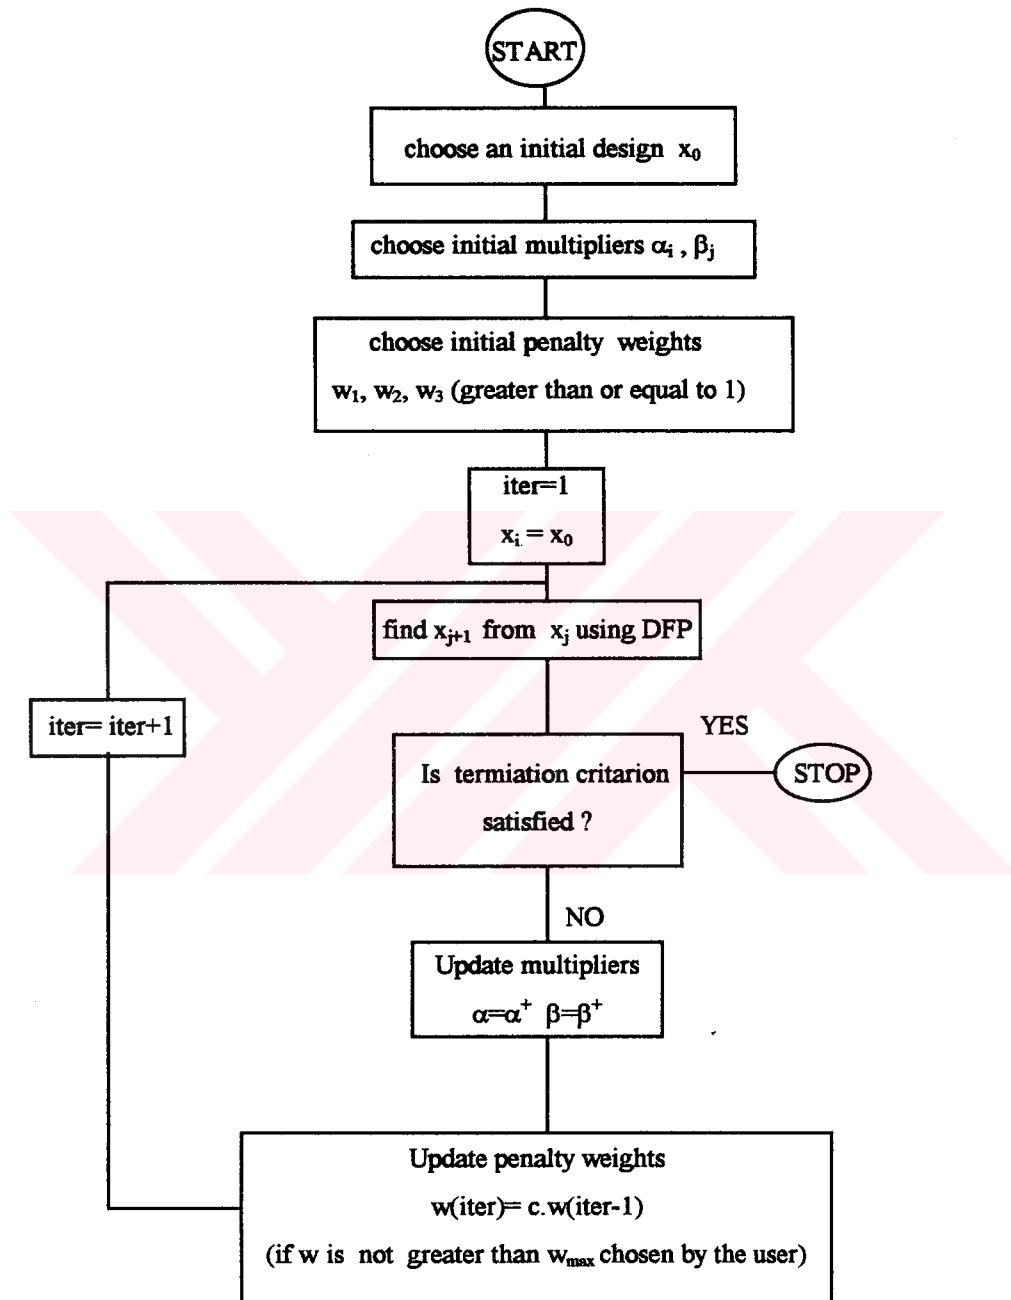 START
choose an initial design x₀
choose initial multipliers αᵢ , βⱼ
choose initial penalty weights
w₁, w₂, w₃ (greater than or equal to 1)
iter=1
xᵢ = x₀
find xⱼ₊₁ from xⱼ using DFP
iter= iter+1
YES
Is termiation critarion
satisfied ?
STOP
NO
Update multipliers
α=α⁺ β=β⁺
Update penalty weights
w(iter)= c.w(iter-1)
(if w is not greater than wₘₐₓ chosen by the user)